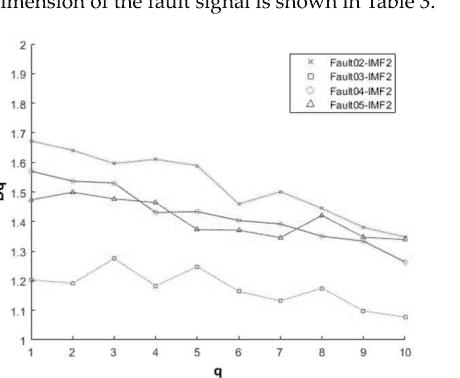 imension of the fault signal is shown in Table 3.
2
1.9
1.8
1.7
1.6
1.5
1.4
1.3
1.2
1.1
1
Dq
Fault02-IMF2
Fault03-IMF2
Fault04-IMF2
Fault05-IMF2
1 2 3 4 5 6 7 8 9 10
q